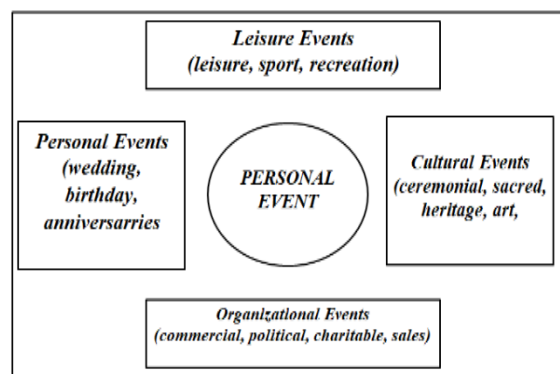 Leisure Events
(leisure, sport, recreation)
Personal Events
(wedding,
birthday,
anniversarries
PERSONAL
EVENT
Cultural Events
(ceremonial, sacred,
heritage, art,
Organizational Events
(commercial, political, charitable, sales)